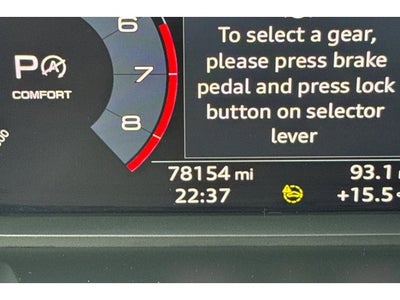 6
To select a gear,
P
please press brake
7
pedal and press lock
COMFORT
button on selector
8
lever
78154 mi
93.1
22:37
+15.5